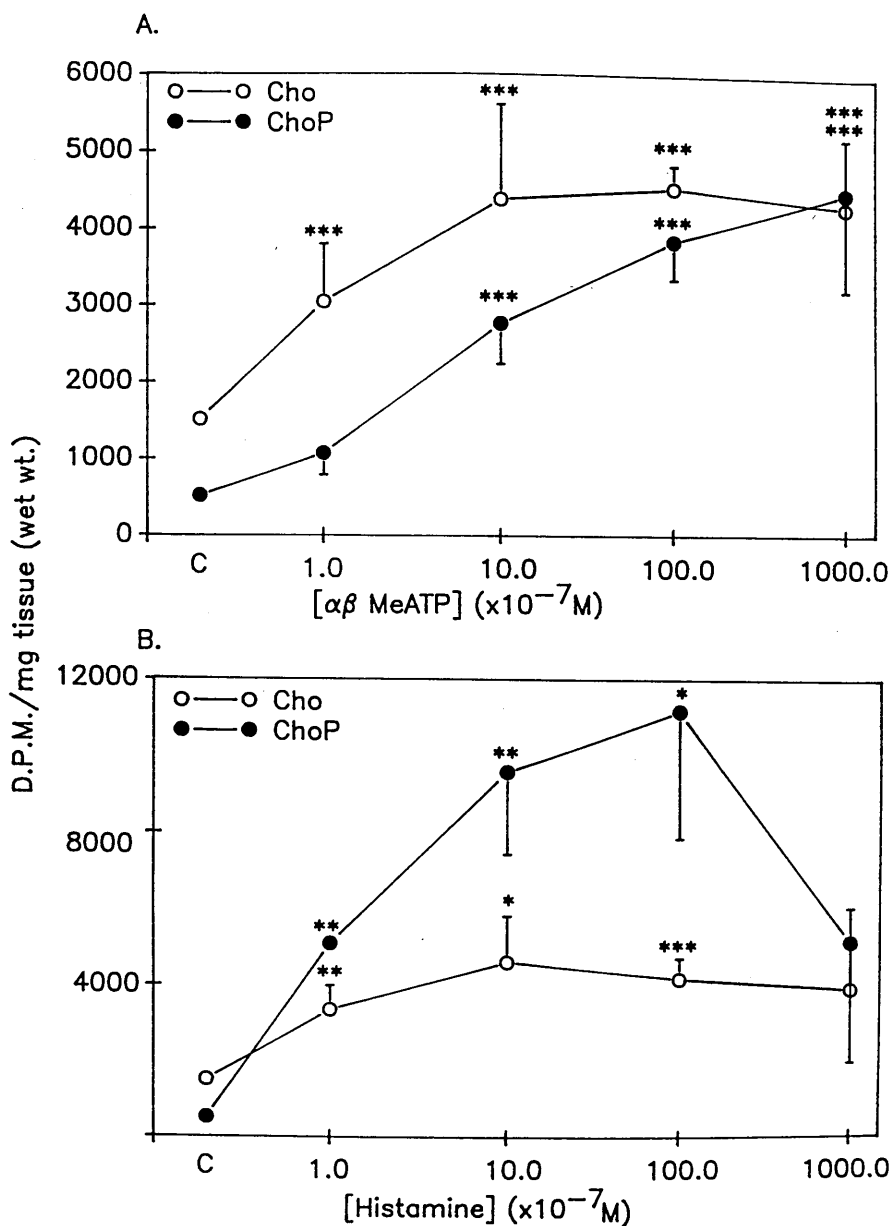 A.
6000
5000
4000
3000
2000
1000
0
Cho
ChoP
***
***
***
***
***
***
***
C
1.0
10.0
100.0
1000.0
[αβ MeATP] (x10⁻⁷M)
D.P.M./mg tissue (wet wt.)
B.
12000
8000
4000
Cho
ChoP
**
**
**
*
*
***
C
1.0
10.0
100.0
1000.0
[Histamine] (x10⁻⁷M)